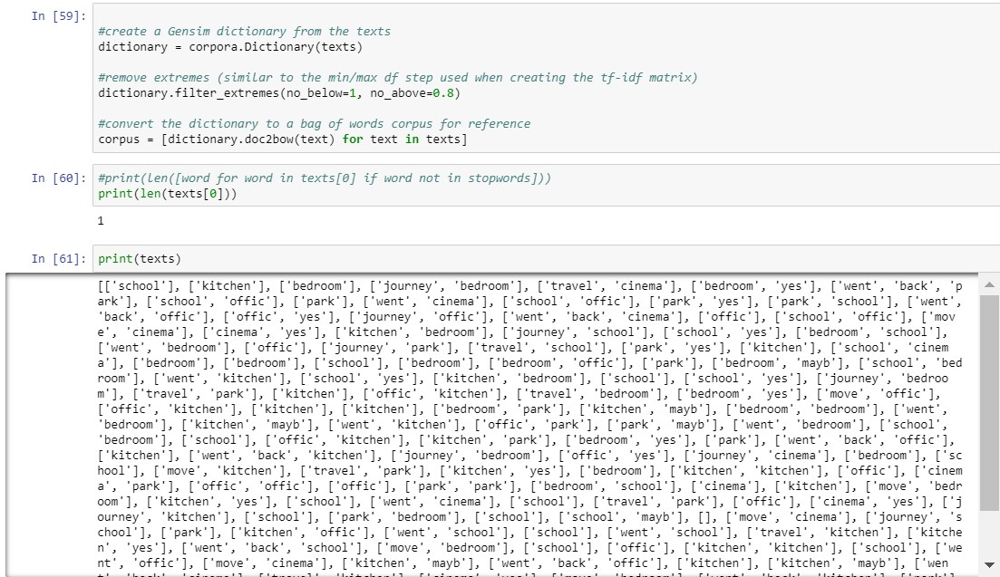 In [59]:
#create a Gensim dictionary from the texts
dictionary = corpora.Dictionary(texts)
#remove extremes (similar to the min/max df step used when creating the tf-idf matrix)
dictionary.filter_extremes(no_below=1, no_above=0.8)
#convert the dictionary to a bag of words corpus for reference
corpus = [dictionary.doc2bow(text) for text in texts]
In [60]: #print(len([word for word in texts[0] if word not in stopwords]))
print(len(texts[0]))
1
In [61]: print(texts)
[['school'], ['kitchen'], ['bedroom'], ['journey', 'bedroom'], ['travel', 'cinema'], ['bedroom', 'yes'], ['went', 'back', 'p
ark'], ['school', 'offic'], ['park'], ['went', 'cinema'], ['school', 'offic'], ['park', 'yes'], ['park', 'school'], ['went',
'back', 'offic'], ['offic', 'yes'], ['journey', 'offic'], ['went', 'back', 'cinema'], ['offic'], ['school', 'offic'], ['mov
e', 'cinema'], ['cinema', 'yes'], ['kitchen', 'bedroom'], ['journey', 'school'], ['school', 'yes'], ['bedroom', 'school'],
['went', 'bedroom'], ['offic'], ['journey', 'park'], ['travel', 'school'], ['park', 'yes'], ['kitchen'], ['school', 'cinem
a'], ['bedroom'], ['bedroom'], ['school'], ['bedroom'], ['bedroom', 'offic'], ['park'], ['bedroom', 'mayb'], ['school', 'bed
room'], ['went', 'kitchen'], ['school', 'yes'], ['kitchen', 'bedroom'], ['school'], ['school', 'yes'], ['journey', 'bedroo
m'], ['travel', 'park'], ['kitchen'], ['offic', 'kitchen'], ['travel', 'bedroom'], ['bedroom', 'yes'], ['move', 'offic'],
['offic', 'kitchen'], ['kitchen'], ['kitchen'], ['bedroom', 'park'], ['kitchen', 'mayb'], ['bedroom', 'bedroom'], ['went',
'bedroom'], ['kitchen', 'mayb'], ['went', 'kitchen'], ['offic', 'park'], ['park', 'mayb'], ['went', 'bedroom'], ['school',
'bedroom'], ['school'], ['offic', 'kitchen'], ['kitchen', 'park'], ['bedroom', 'yes'], ['park'], ['went', 'back', 'offic'],
['kitchen'], ['went', 'back', 'kitchen'], ['journey', 'bedroom'], ['offic', 'yes'], ['journey', 'cinema'], ['bedroom'], ['sc
hool'], ['move', 'kitchen'], ['travel', 'park'], ['kitchen', 'yes'], ['bedroom'], ['kitchen', 'kitchen'], ['offic'], ['cinem
a', 'park'], ['offic', 'offic'], ['offic'], ['park', 'park'], ['bedroom', 'school'], ['cinema'], ['kitchen'], ['move', 'bedr
oom'], ['kitchen', 'yes'], ['school'], ['went', 'cinema'], ['school'], ['travel', 'park'], ['offic'], ['cinema', 'yes'], ['j
ourney', 'kitchen'], ['school'], ['park', 'bedroom'], ['school'], ['school', 'mayb'], [], ['move', 'cinema'], ['journey', 's
chool'], ['park'], ['kitchen', 'offic'], ['went', 'school'], ['school'], ['went', 'school'], ['travel', 'kitchen'], ['kitche
n', 'yes'], ['went', 'back', 'school'], ['move', 'bedroom'], ['school'], ['offic'], ['kitchen', 'kitchen'], ['school'], ['we
nt', 'offic'], ['move', 'cinema'], ['kitchen', 'mayb'], ['went', 'back', 'offic'], ['kitchen'], ['kitchen', 'mayb'], ['wen